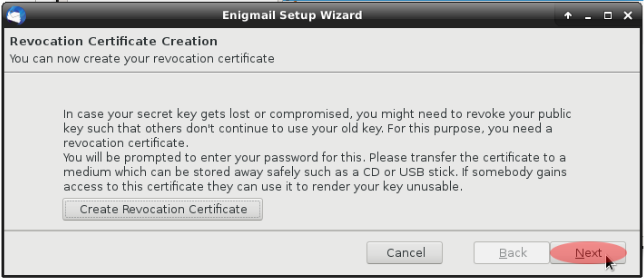 Enigmail Setup Wizard
Revocation Certificate Creation
You can now create your revocation certificate
In case your secret key gets lost or compromised, you might need to revoke your public
key such that others don't continue to use your old key. For this purpose, you need a
revocation certificate.
You will be prompted to enter your password for this. Please transfer the certificate to a
medium which can be stored away safely such as a CD or USB stick. If somebody gains
access to this certificate they can use it to render your key unusable.
Create Revocation Certificate
Cancel
Back
Next